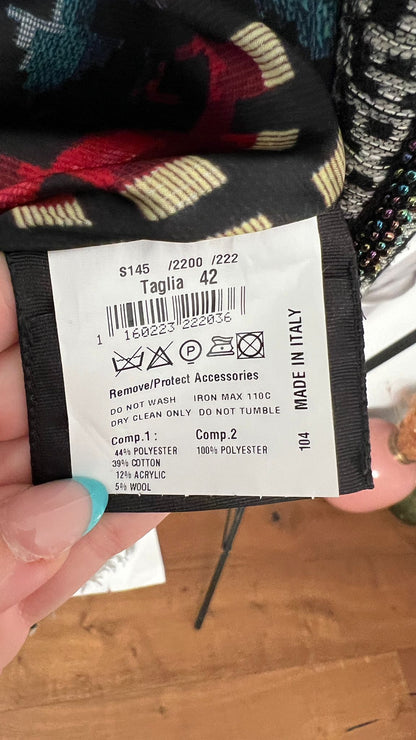 S145 /2200 /222
Taglia 42
1 160223 222036
P
Remove/Protect Accessories
DO NOT WASH IRON MAX 110C
DRY CLEAN ONLY DO NOT TUMBLE
Comp.1 : Comp.2
44% POLYESTER 100% POLYESTER
39% COTTON
12% ACRYLIC
5% WOOL
104 MADE IN ITALY